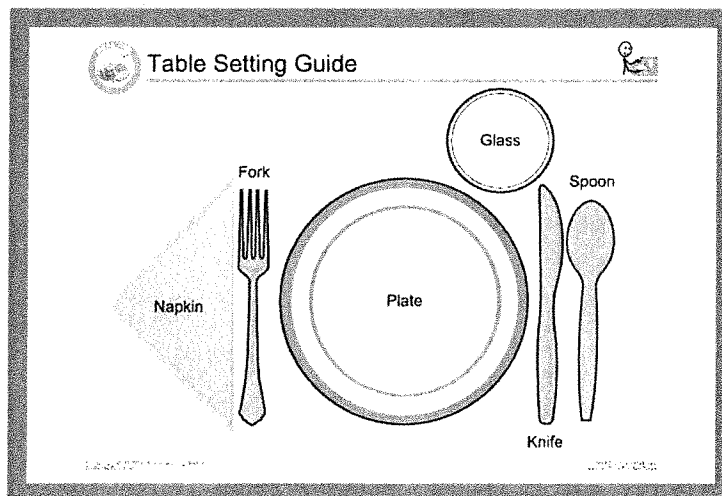 Table Setting Guide
Glass
Fork
Spoon
Napkin
Plate
Knife